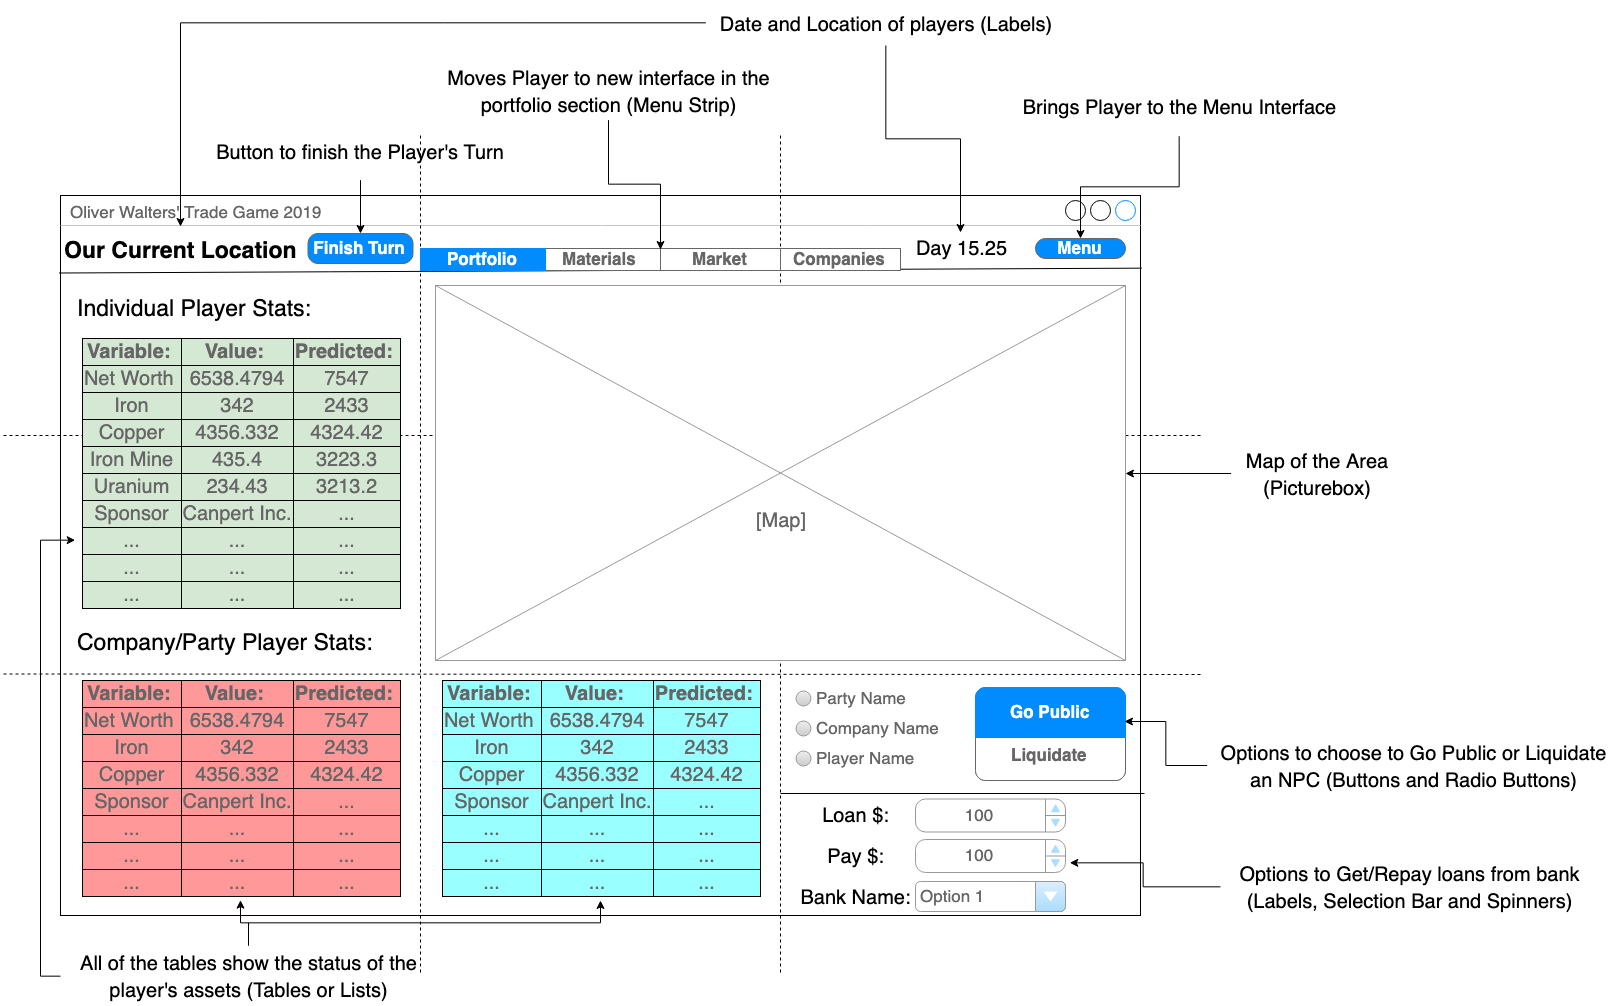 Date and Location of players (Labels)
Moves Player to new interface in the
portfolio section (Menu Strip)
Brings Player to the Menu Interface
Button to finish the Player's Turn
Oliver Walters' Trade Game 2019
Our Current Location
Finish Turn
Portfolio
Materials
Market
Companies
Day 15.25
Menu
Individual Player Stats:
Variable: Value: Predicted:
Net Worth 6538.4794 7547
Iron 342 2433
Copper 4356.332 4324.42
Iron Mine 435.4 3223.3
Uranium 234.43 3213.2
Sponsor Canpert Inc. ...
... ... ...
... ... ...
... ... ...
[Map]
Map of the Area
(Picturebox)
Company/Party Player Stats:
Variable: Value: Predicted:
Net Worth 6538.4794 7547
Iron 342 2433
Copper 4356.332 4324.42
Sponsor Canpert Inc. ...
... ... ...
... ... ...
... ... ...
Variable: Value: Predicted:
Net Worth 6538.4794 7547
Iron 342 2433
Copper 4356.332 4324.42
Sponsor Canpert Inc. ...
... ... ...
... ... ...
... ... ...
Party Name
Company Name
Player Name
Go Public
Liquidate
Options to choose to Go Public or Liquidate
an NPC (Buttons and Radio Buttons)
Loan $: 100
Pay $: 100
Bank Name: Option 1
Options to Get/Repay loans from bank
(Labels, Selection Bar and Spinners)
All of the tables show the status of the
player's assets (Tables or Lists)